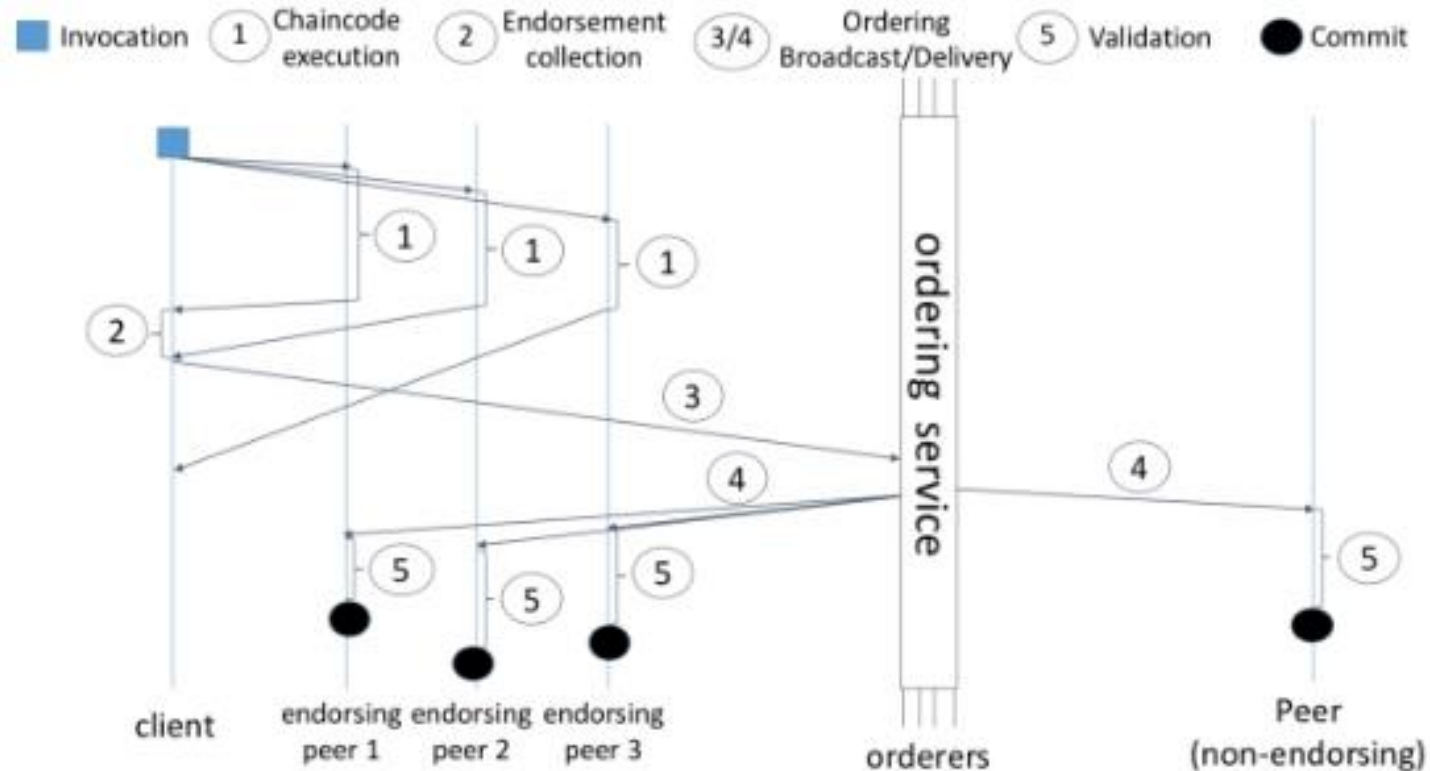 Invocation
1
Chaincode
execution
2
Endorsement
collection
3/4
Ordering
Broadcast/Delivery
5
Validation
Commit
1
1
1
2
3
4
4
5
5
5
5
ordering service
client
endorsing
peer 1
endorsing
peer 2
endorsing
peer 3
orderers
Peer
(non-endorsing)